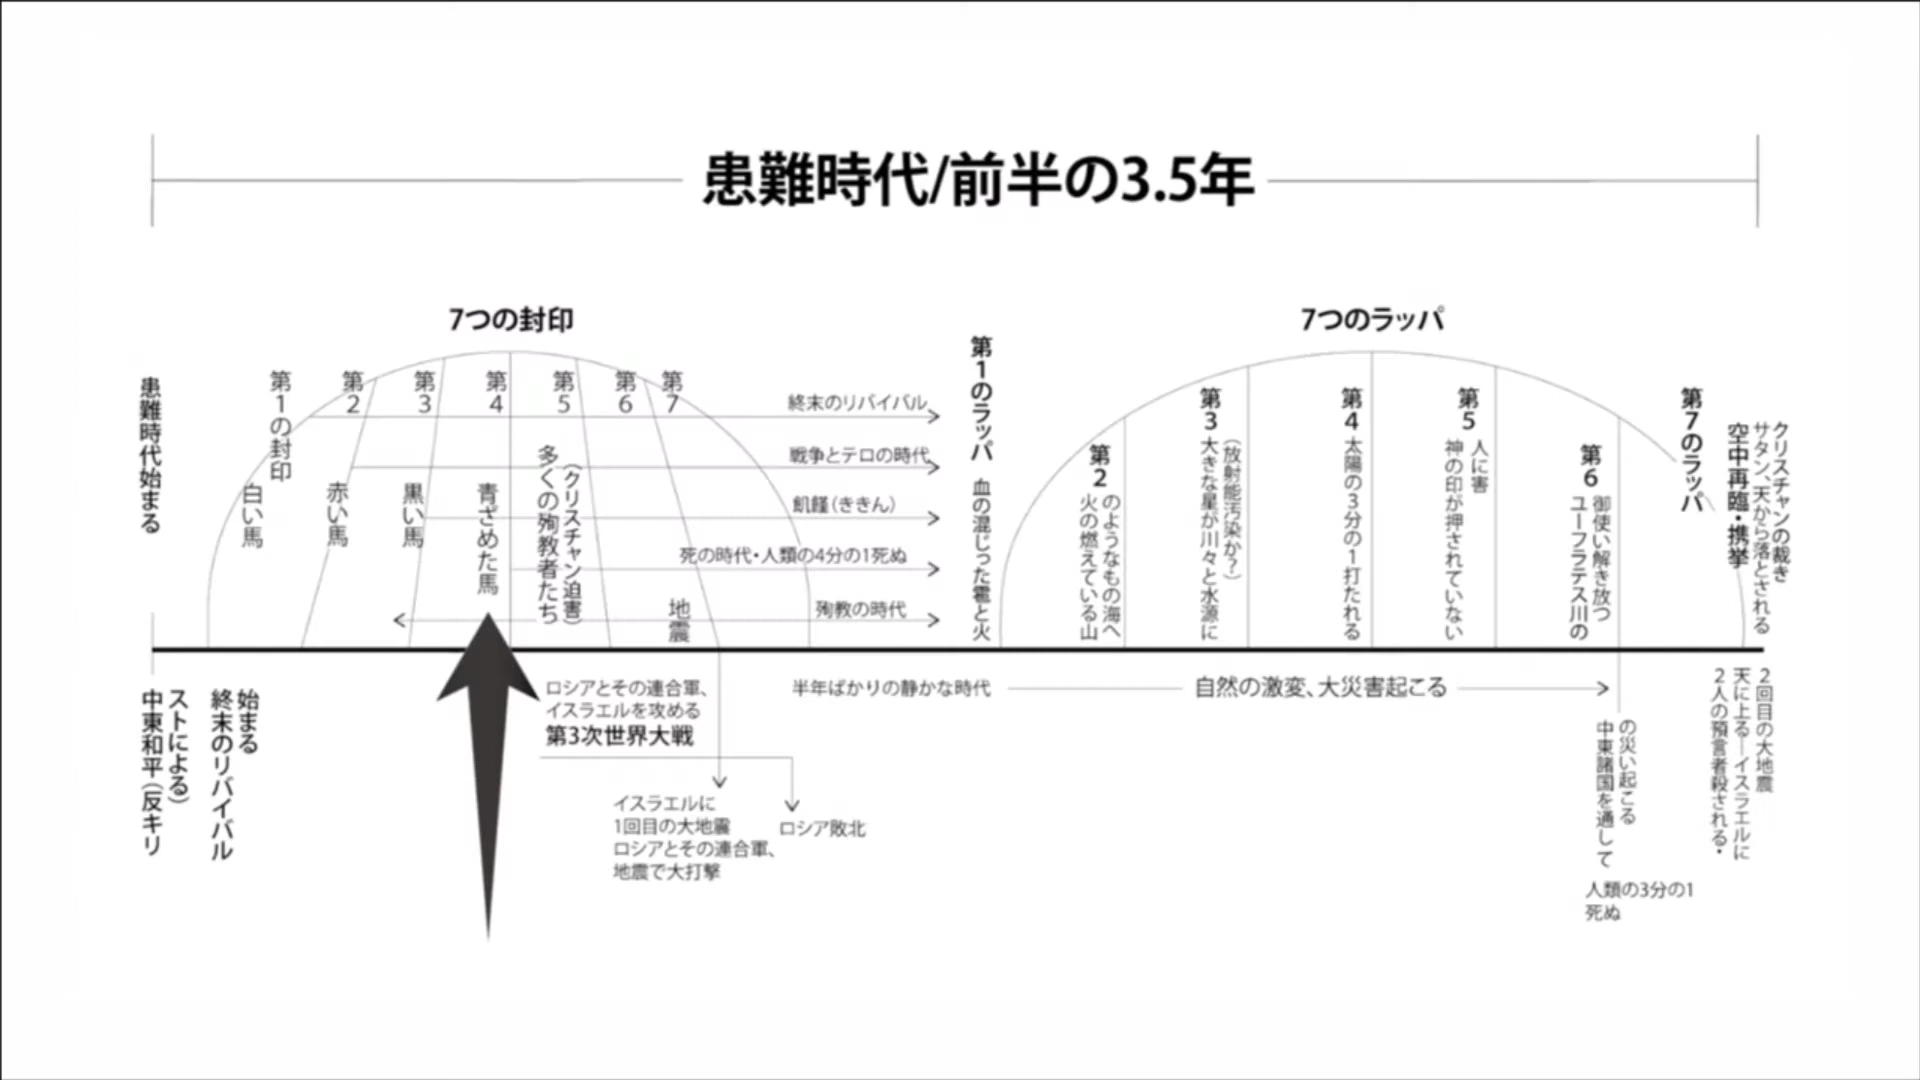 患難時代/前半の3.5年
7つの封印
7つのラッパ
患難時代始まる
第1の封印
白い馬
第2
赤い馬
第3
黒い馬
第4
青ざめた馬
第5
多くの殉教者たち
（クリスチャン迫害）
第6
第7
地震
終末のリバイバル
戦争とテロの時代
飢饉（ききん）
死の時代・人類の4分の1死ぬ
殉教の時代
第1のラッパ 血の混じった雹と火
第2
火の燃えている山
のようなもの海へ
第3
大きな星が川々と水源に
（放射能汚染か？）
第4
太陽の3分の1打たれる
第5
神の印が押されていない
人に害
第6
ユーフラテス川の
御使い解き放つ
第7のラッパ
空中再臨・携挙
サタン、天から落とされる
クリスチャンの裁き
中東和平（反キリ
ストによる）
終末のリバイバル
始まる
ロシアとその連合軍、
イスラエルを攻める
第3次世界大戦
イスラエルに
1回目の大地震
ロシアとその連合軍、
地震で大打撃
ロシア敗北
半年ばかりの静かな時代
自然の激変、大災害起こる
中東諸国を通して
の災い起こる
人類の3分の1
死ぬ
2人の預言者殺される・
天に上る―イスラエルに
2回目の大地震